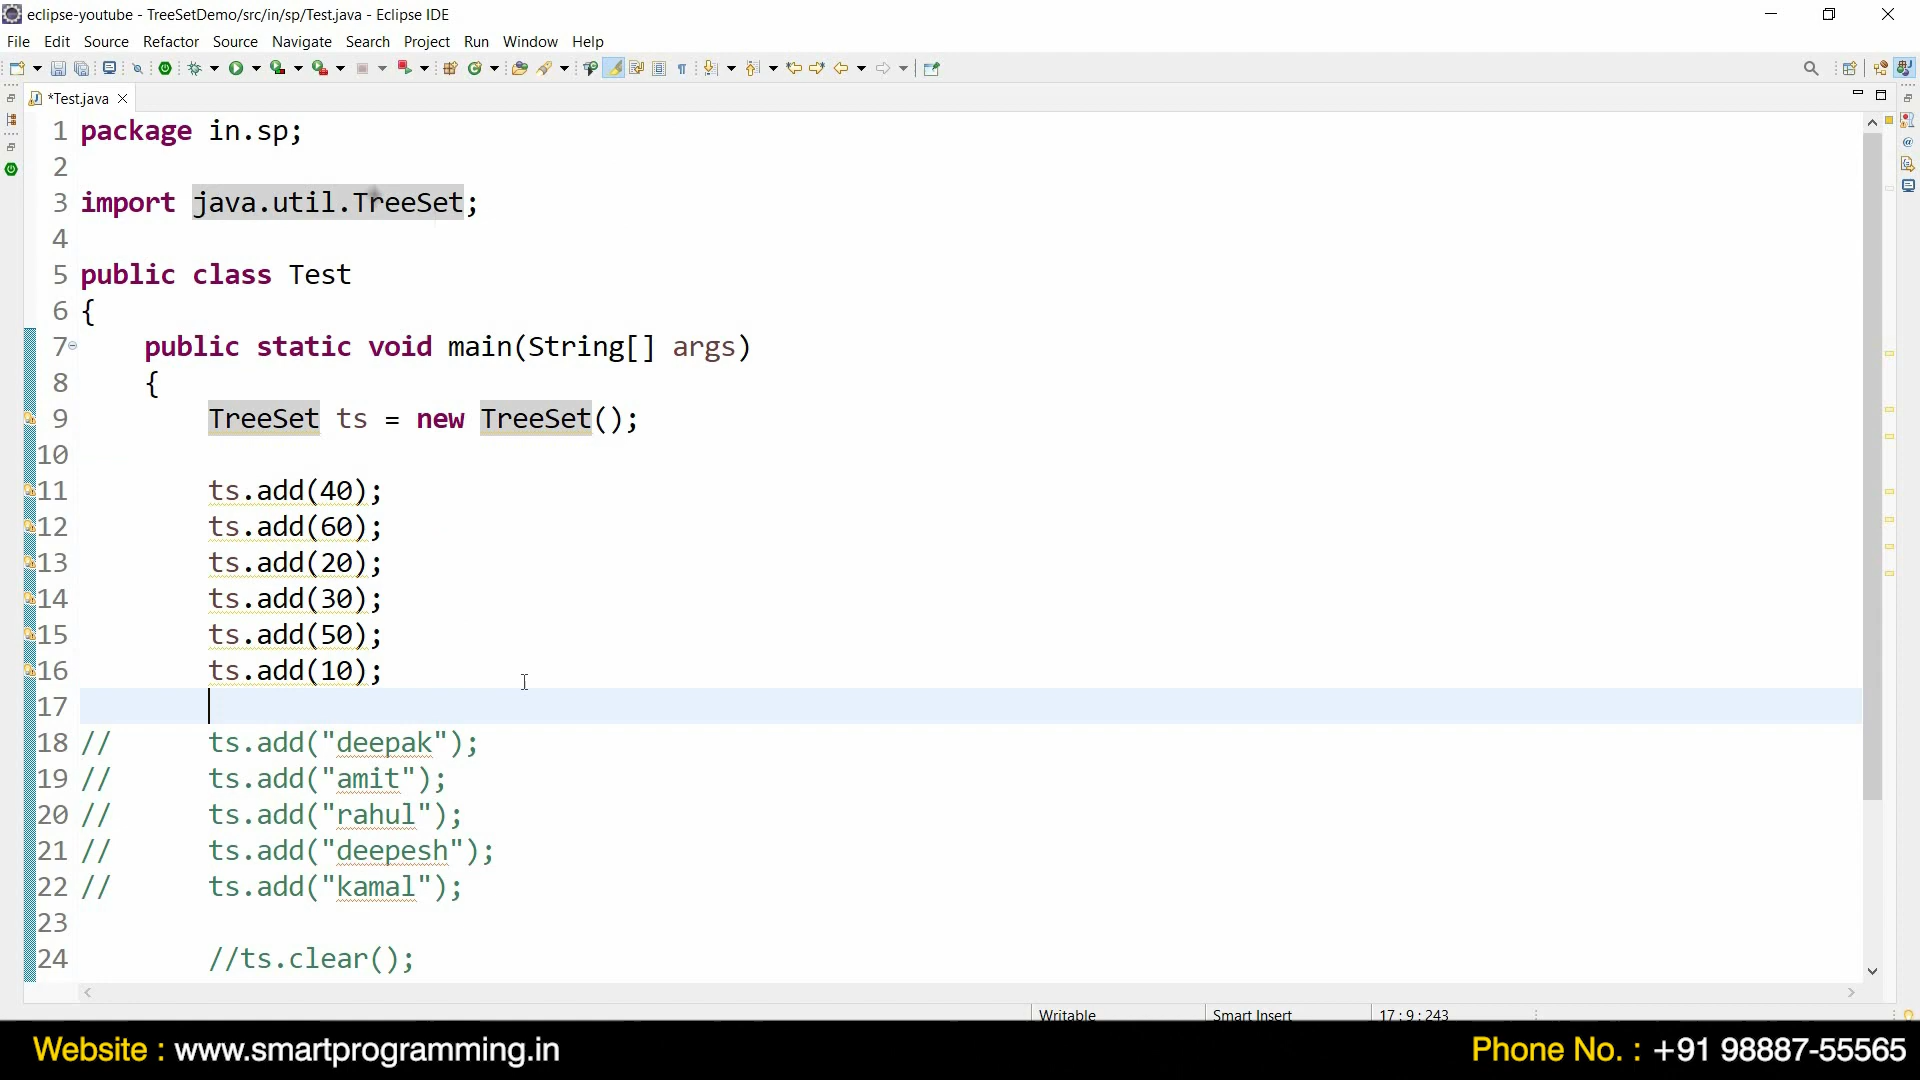 eclipse-youtube - TreeSetDemo/src/in/sp/Test.java - Eclipse IDE
File Edit Source Refactor Source Navigate Search Project Run Window Help
*Test.java
1 package in.sp;
2
3 import java.util.TreeSet;
4
5 public class Test
6 {
7 public static void main(String[] args)
8 {
9 TreeSet ts = new TreeSet();
10
11 ts.add(40);
12 ts.add(60);
13 ts.add(20);
14 ts.add(30);
15 ts.add(50);
16 ts.add(10);
17
18 // ts.add("deepak");
19 // ts.add("amit");
20 // ts.add("rahul");
21 // ts.add("deepesh");
22 // ts.add("kamal");
23
24 //ts.clear();
Writable Smart Insert 17 : 9 : 243
Website : www.smartprogramming.in Phone No. : +91 98887-55565